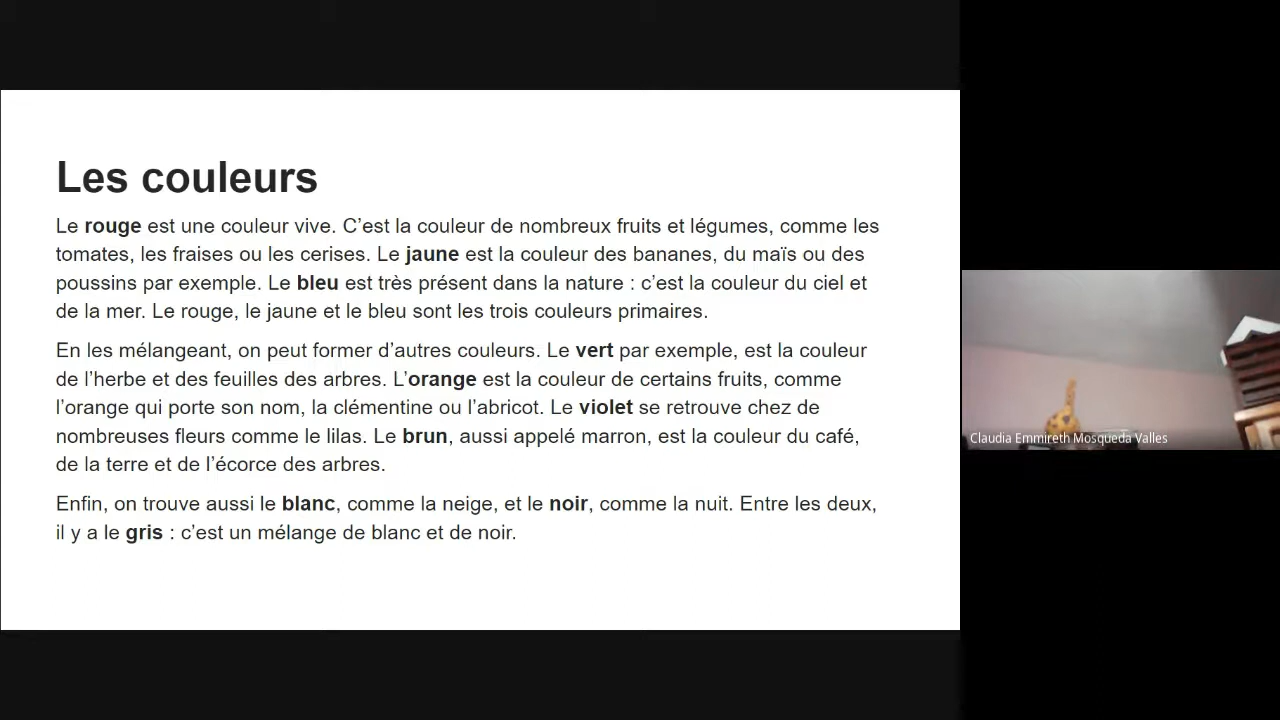 Les couleurs
Le rouge est une couleur vive. C’est la couleur de nombreux fruits et légumes, comme les
tomates, les fraises ou les cerises. Le jaune est la couleur des bananes, du maïs ou des
poussins par exemple. Le bleu est très présent dans la nature : c’est la couleur du ciel et
de la mer. Le rouge, le jaune et le bleu sont les trois couleurs primaires.
En les mélangeant, on peut former d’autres couleurs. Le vert par exemple, est la couleur
de l’herbe et des feuilles des arbres. L’orange est la couleur de certains fruits, comme
l’orange qui porte son nom, la clémentine ou l’abricot. Le violet se retrouve chez de
nombreuses fleurs comme le lilas. Le brun, aussi appelé marron, est la couleur du café,
de la terre et de l’écorce des arbres.
Enfin, on trouve aussi le blanc, comme la neige, et le noir, comme la nuit. Entre les deux,
il y a le gris : c’est un mélange de blanc et de noir.
Claudia Emmireth Mosqueda Valles